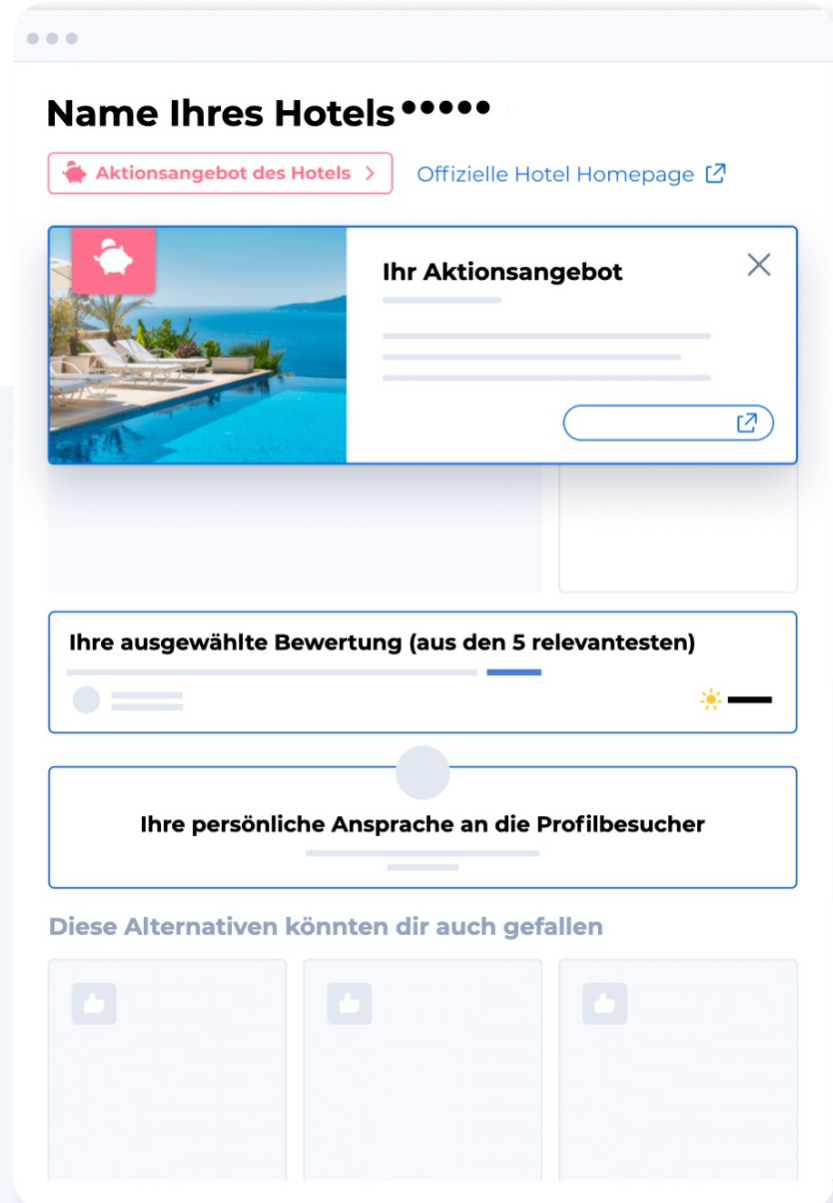 Name Ihres Hotels•••••
Aktionsangebot des Hotels
Offizielle Hotel Homepage
Ihr Aktionsangebot
Ihre ausgewählte Bewertung (aus den 5 relevantesten)
Ihre persönliche Ansprache an die Profilbesucher
Diese Alternativen könnten dir auch gefallen